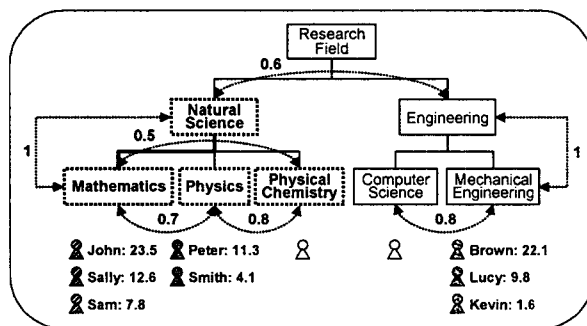 Research
Field
0.6
Natural
Science
Engineering
1
0.5
1
Mathematics
Physics
Physical
Chemistry
Computer
Science
Mechanical
Engineering
0.7
0.8
0.8
John: 23.5
Peter: 11.3
Brown: 22.1
Sally: 12.6
Smith: 4.1
Lucy: 9.8
Sam: 7.8
Kevin: 1.6